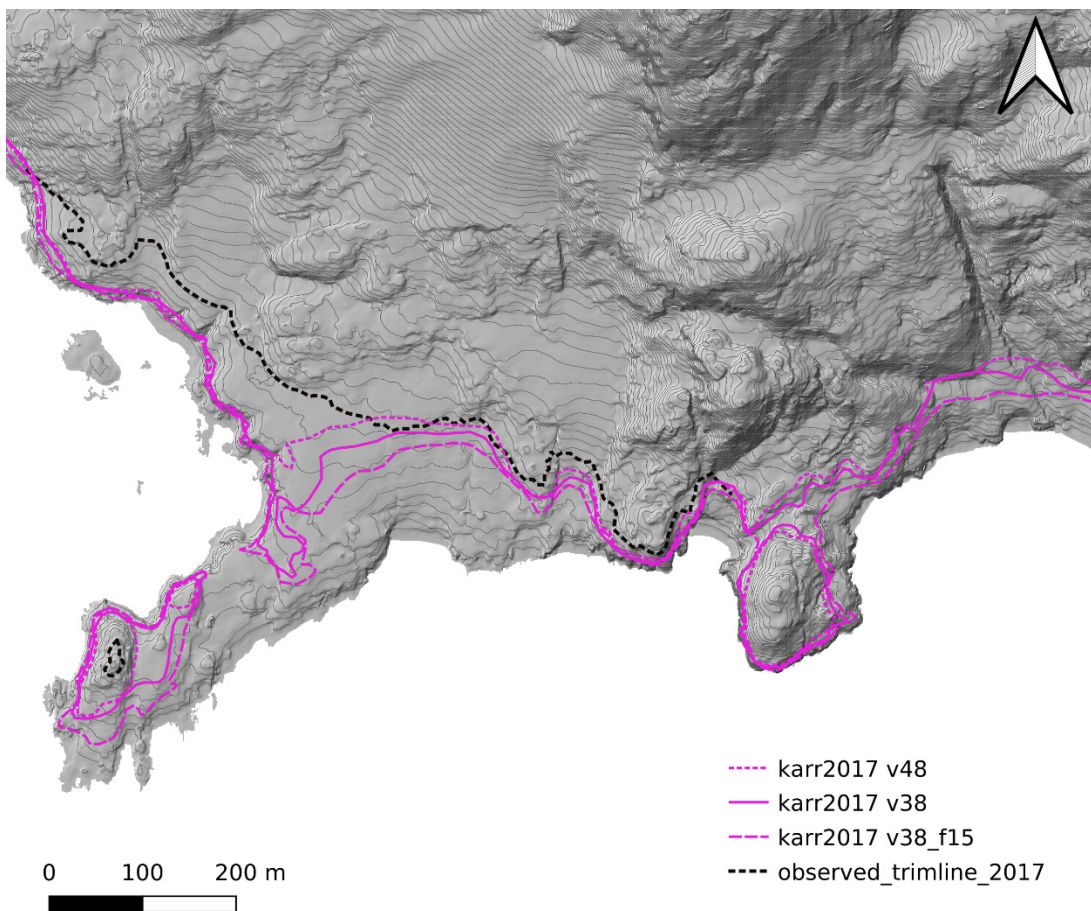 karr2017 v48
karr2017 v38
karr2017 v38_f15
observed_trimline_2017
0 100 200 m